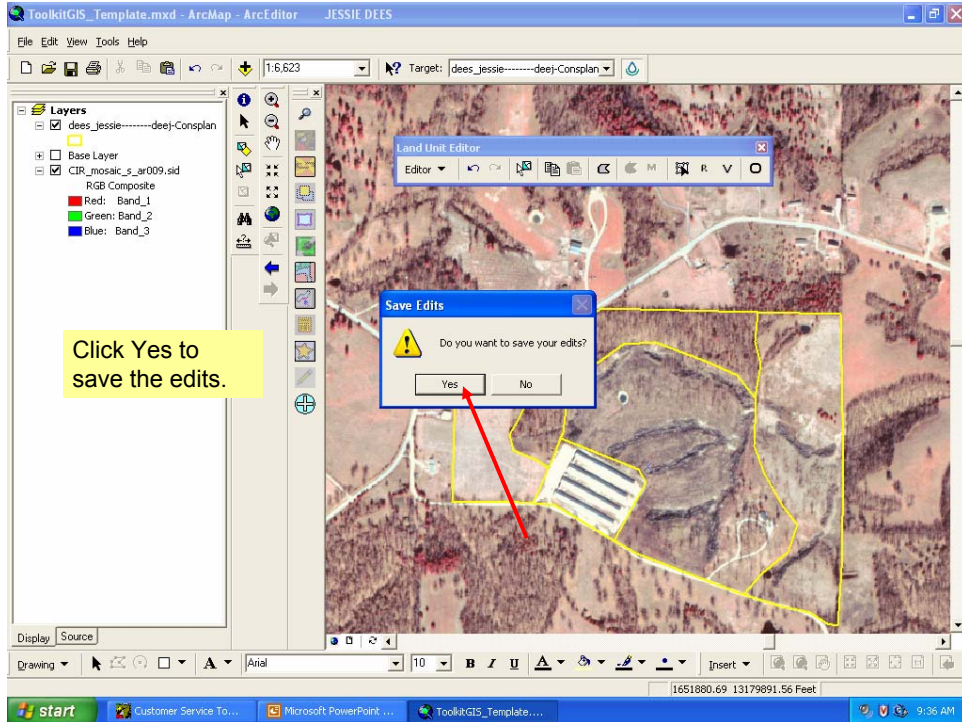 ToolkitGIS_Template.mxd - ArcMap - ArcEditor JESSIE DEES
File Edit View Tools Help
1:6,623
Target: dees_jessie--------deej-Consplan
Layers
dees_jessie--------deej-Consplan
Base Layer
CIR_mosaic_s_ar009.sid
RGB Composite
Red: Band_1
Green: Band_2
Blue: Band_3
Land Unit Editor
Editor
M R V O
Save Edits
Do you want to save your edits?
Yes No
Click Yes to
save the edits.
Display Source
Drawing A Arial 10 B I U A Insert
1651880.69 13179891.56 Feet
start Customer Service To... Microsoft PowerPoint ... ToolkitGIS_Template.... 9:36 AM